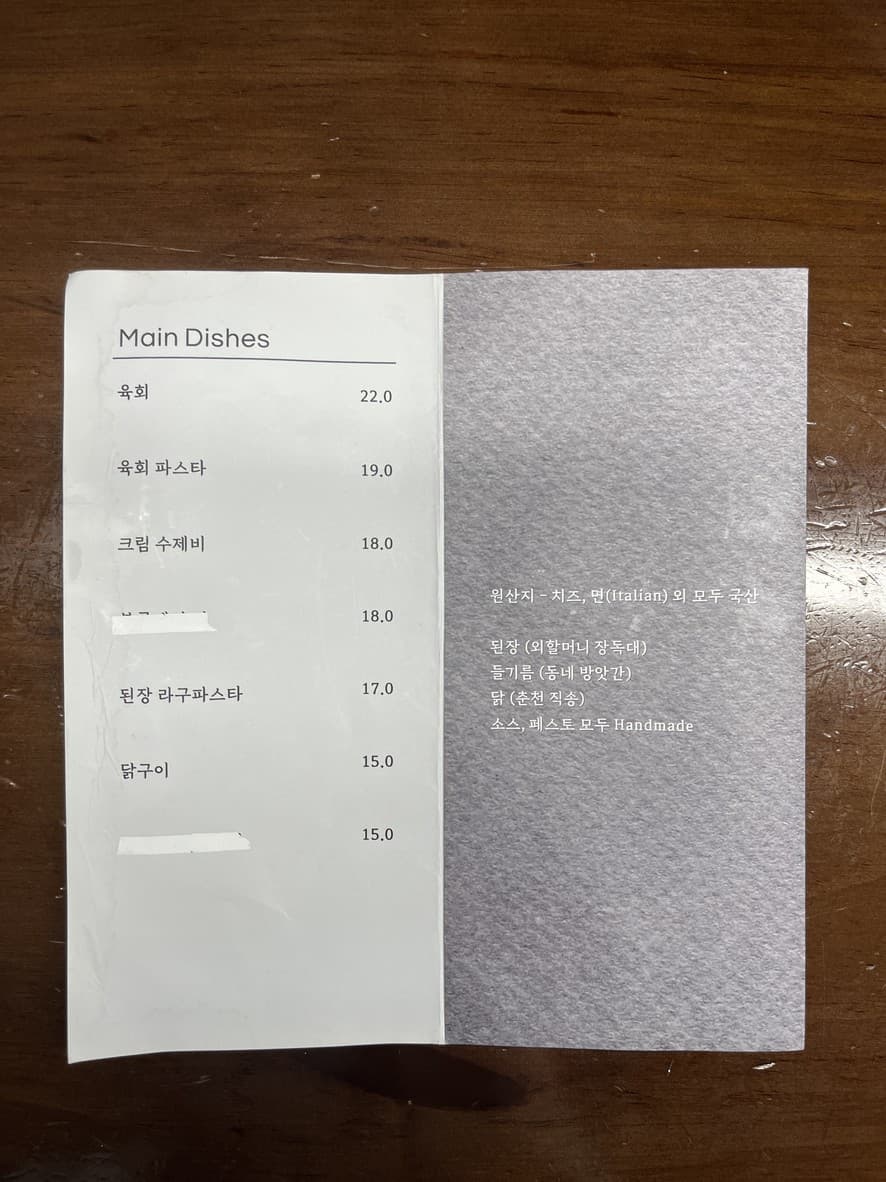 Main Dishes
육회 22.0
육회 파스타 19.0
크림 수제비 18.0
18.0
된장 라구파스타 17.0
닭구이 15.0
15.0
원산지 - 치즈, 면(Italian) 외 모두 국산
된장 (외할머니 장독대)
들기름 (동네 방앗간)
닭 (춘천 직송)
소스, 페스토 모두 Handmade